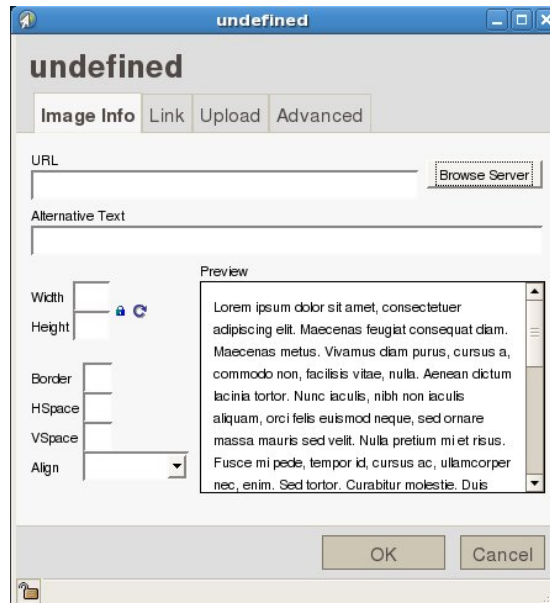 undefined
undefined
Image Info Link Upload Advanced
URL
Browse Server
Alternative Text
Preview
Width
Height
Border
HSpace
VSpace
Align
Lorem ipsum dolor sit amet, consectetuer
adipiscing elit. Maecenas feugiat consequat diam.
Maecenas metus. Vivamus diam purus, cursus a,
commodo non, facilisis vitae, nulla. Aenean dictum
lacinia tortor. Nunc iaculis, nibh non iaculis
aliquam, orci felis euismod neque, sed ornare
massa mauris sed velit. Nulla pretium mi et risus.
Fusce mi pede, tempor id, cursus ac, ullamcorper
nec, enim. Sed tortor. Curabitur molestie. Duis
OK Cancel